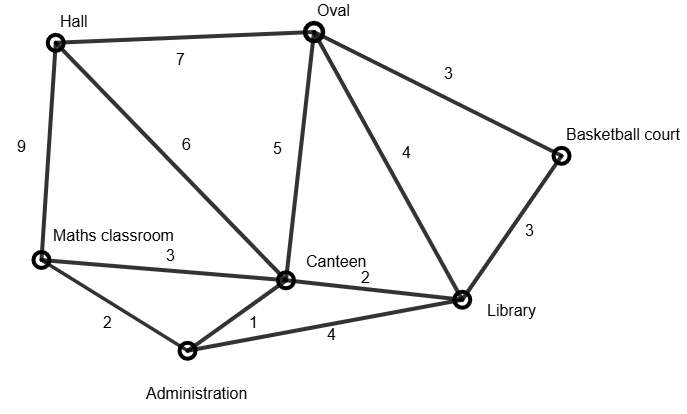 Oval
Hall
7
3
Basketball court
9
6
5
4
3
Maths classroom
3
Canteen
2
Library
2
1
4
Administration